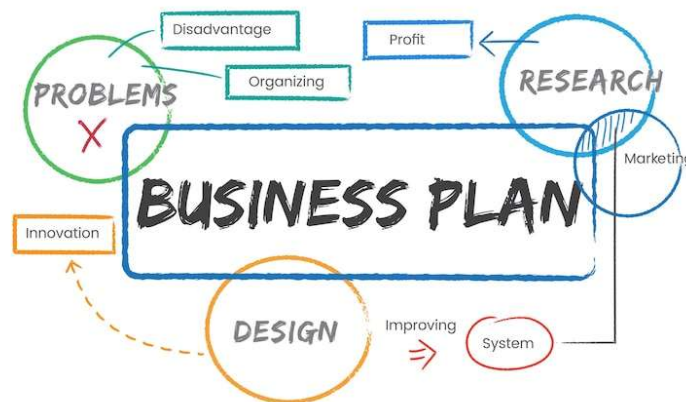 Disadvantage
Profit
Organizing
PROBLEMS
RESEARCH
Marketing
BUSINESS PLAN
Innovation
DESIGN
Improving
System